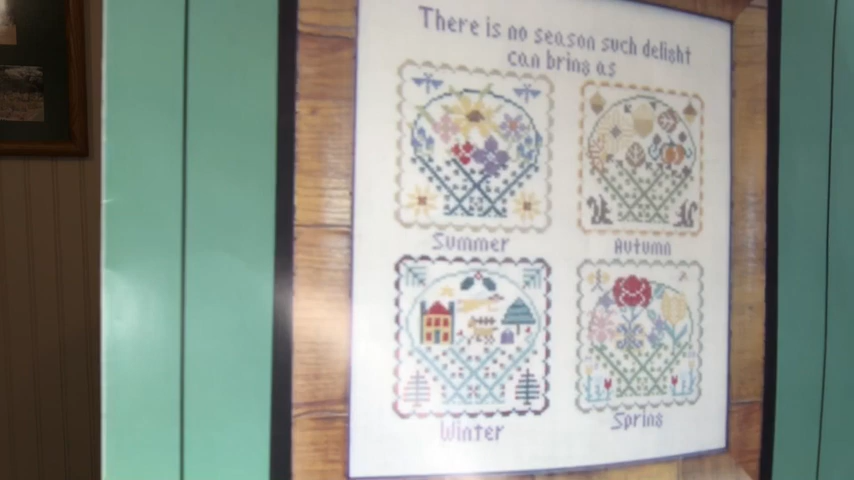 There is no season such delight
can bring as
Summer
Autumn
Winter
Spring